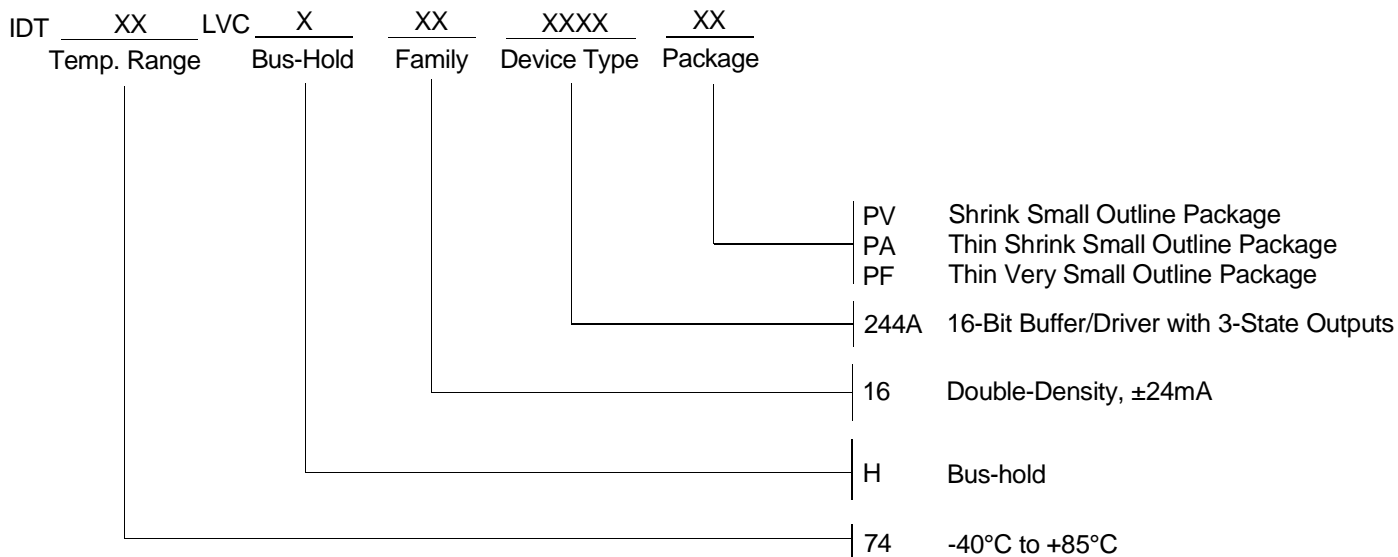 IDT XX LVC X XX XXXX XX
Temp. Range Bus-Hold Family Device Type Package
PV Shrink Small Outline Package
PA Thin Shrink Small Outline Package
PF Thin Very Small Outline Package
244A 16-Bit Buffer/Driver with 3-State Outputs
16 Double-Density, ±24mA
H Bus-hold
74 -40°C to +85°C